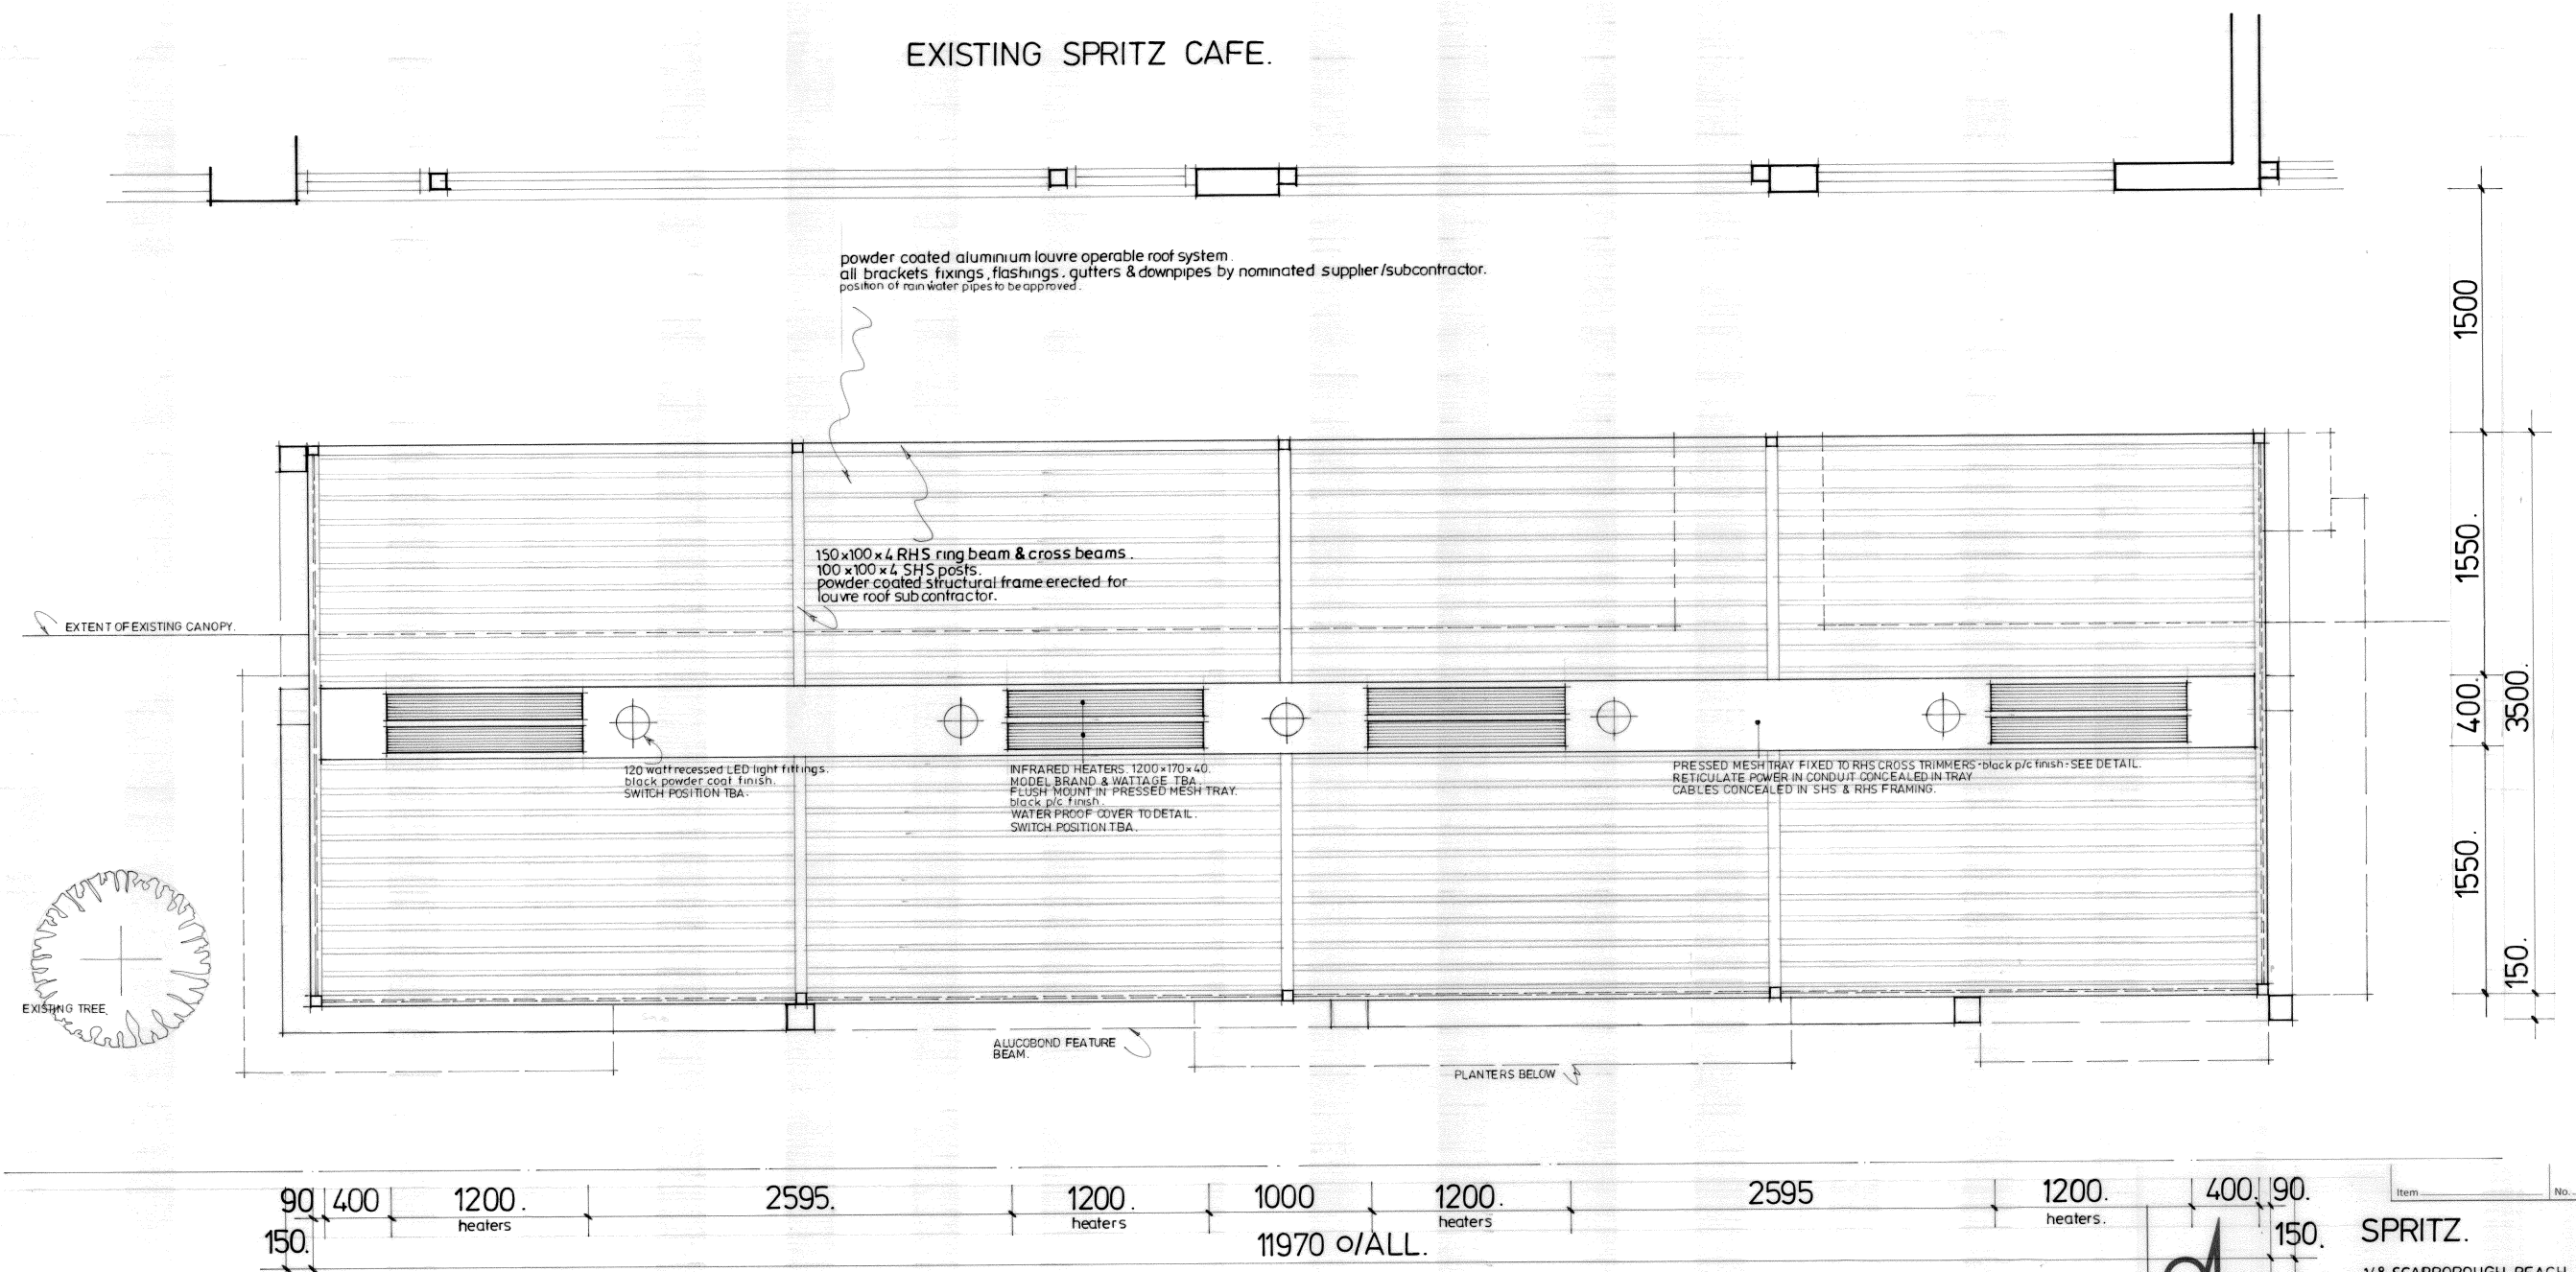 EXISTING SPRITZ CAFE.
powder coated aluminium louvre operable roof system.
all brackets fixings, flashings. gutters & downpipes by nominated supplier/subcontractor.
position of rain water pipes to be approved.
1500
150x100x4 RHS ring beam & cross beams.
100x100x4 SHS posts.
powder coated structural frame erected for
louvre roof subcontractor.
1550.
EXTENT OF EXISTING CANOPY.
400.
3500.
120 watt recessed LED light fittings.
black powder coat finish.
SWITCH POSITION TBA.
INFRARED HEATERS. 1200x170x40.
MODEL BRAND & WATTAGE TBA.
FLUSH MOUNT IN PRESSED MESH TRAY.
black p/c finish.
WATER PROOF COVER TO DETAIL.
SWITCH POSITION TBA.
PRESSED MESH TRAY FIXED TO RHS CROSS TRIMMERS - black p/c finish - SEE DETAIL.
RETICULATE POWER IN CONDUIT CONCEALED IN TRAY
CABLES CONCEALED IN SHS & RHS FRAMING.
1550.
150.
EXISTING TREE.
ALUCOBOND FEATURE
BEAM.
PLANTERS BELOW
90 400 1200. 2595. 1200. 1000 1200. 2595 1200. 400. 90.
heaters heaters heaters heaters.
150. 11970 O/ALL. 150.
Item No.
SPRITZ.